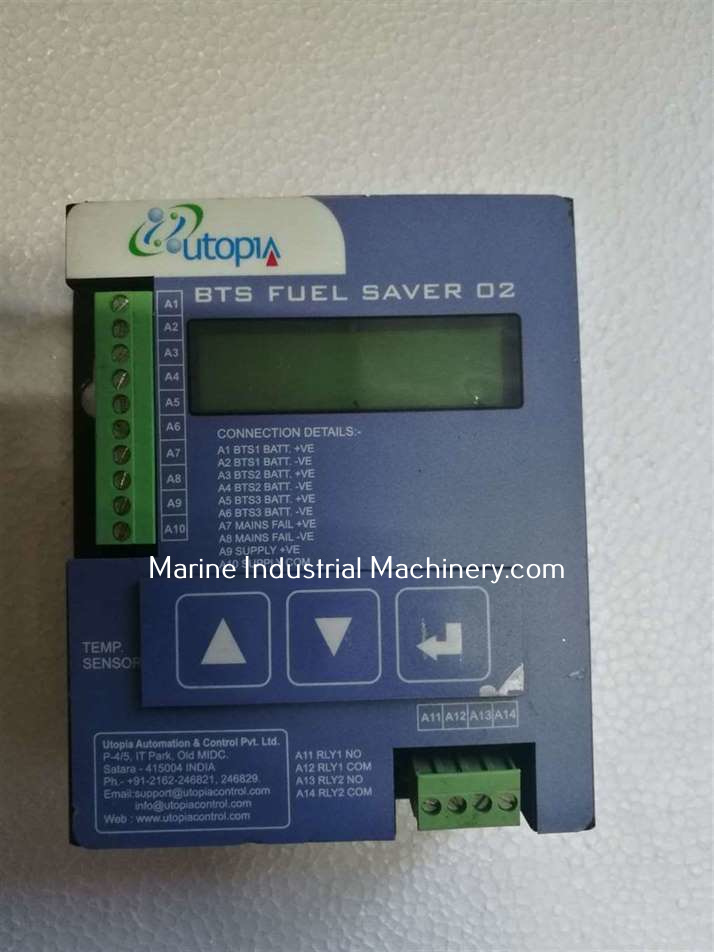 utopia
BTS FUEL SAVER 02
A1
A2
A3
A4
A5
A6
A7
A8
A9
A10
CONNECTION DETAILS:-
A1 BTS1 BATT. +VE
A2 BTS1 BATT. -VE
A3 BTS2 BATT. +VE
A4 BTS2 BATT. -VE
A5 BTS3 BATT. +VE
A6 BTS3 BATT. -VE
A7 MAINS FAIL +VE
A8 MAINS FAIL -VE
A9 SUPPLY +VE
A10 SUPPLY COM
Marine Industrial Machinery.com
TEMP.
SENSOR
A11 A12 A13 A14
Utopia Automation & Control Pvt. Ltd.
P-4/5, IT Park, Old MIDC.
Satara - 415004 INDIA
Ph.- +91-2162-246821, 246829.
Email:support@utopiacontrol.com
info@utopiacontrol.com
Web : www.utopiacontrol.com
A11 RLY1 NO
A12 RLY1 COM
A13 RLY2 NO
A14 RLY2 COM